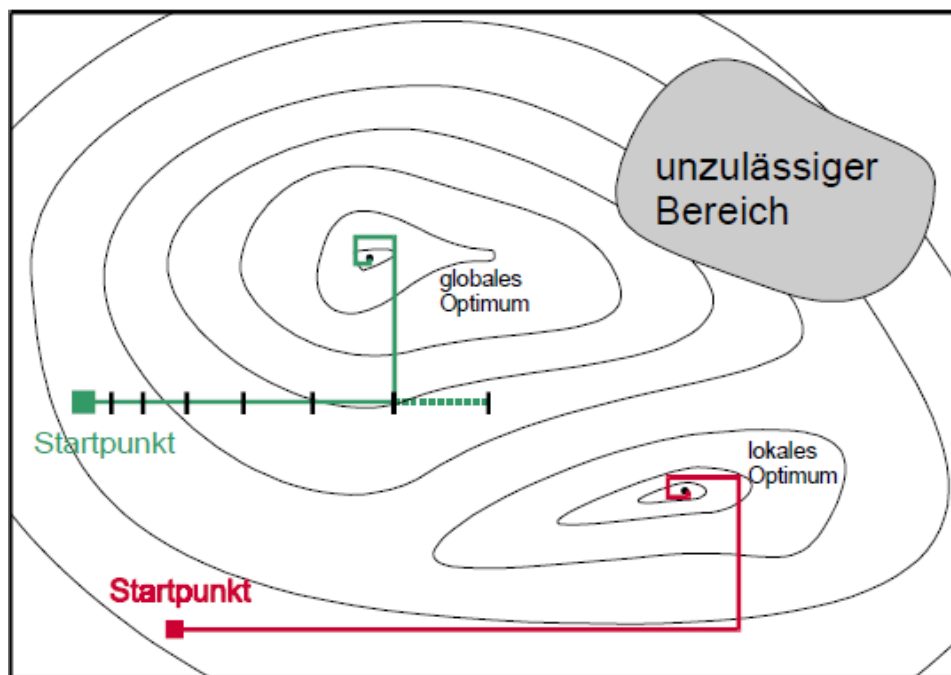 unzulässiger
Bereich
globales
Optimum
Startpunkt
lokales
Optimum
Startpunkt